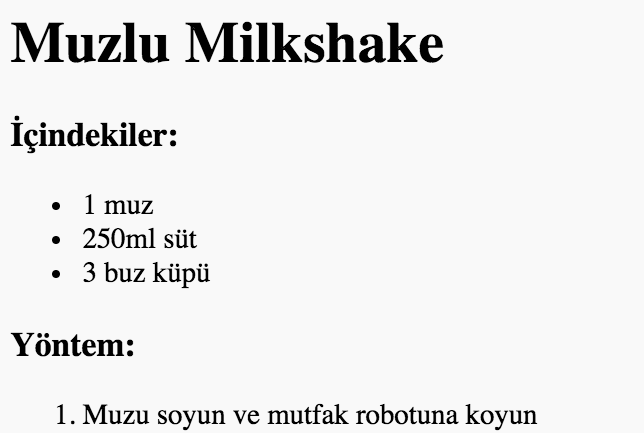 Muzlu Milkshake
İçindekiler:
• 1 muz
• 250ml süt
• 3 buz küpü
Yöntem:
1. Muzu soyun ve mutfak robotuna koyun